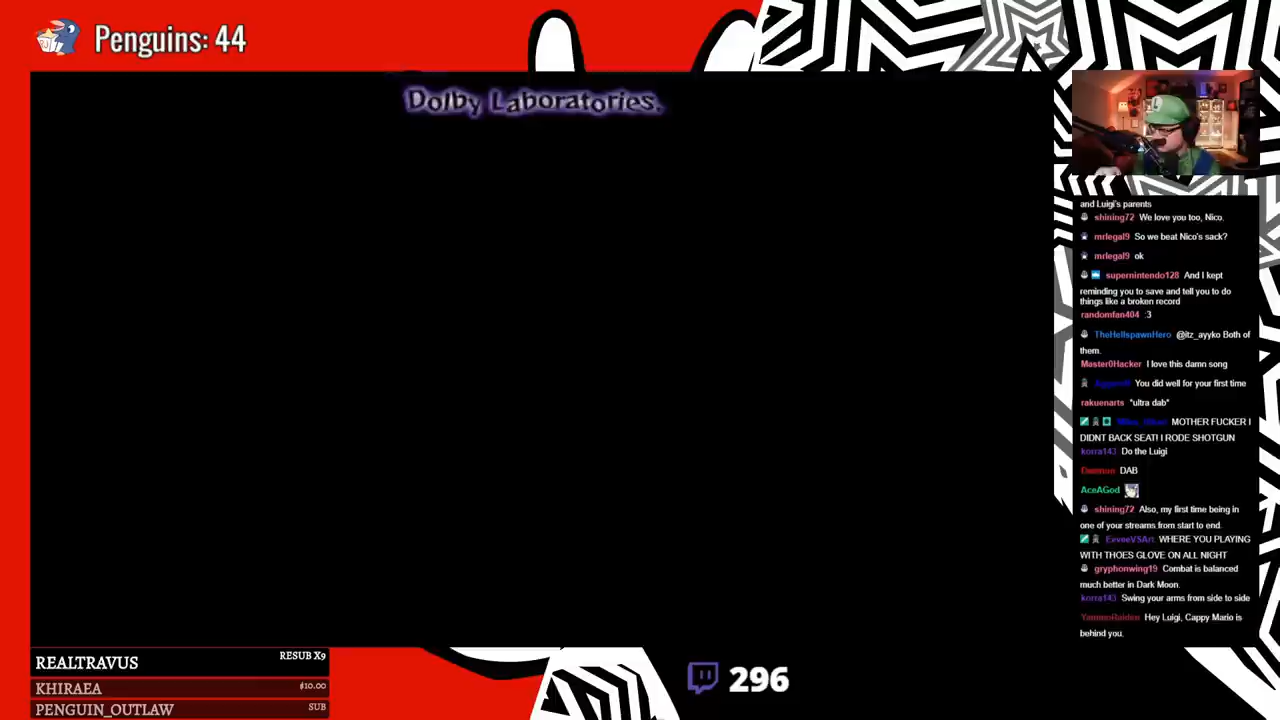 Penguins: 44
Dolby Laboratories.
and Luigi's parents
shining72 We love you too, Nico.
mrlegal9 So we beat Nico's sack?
mrlegal9 ok
supernintendo128 And I kept
reminding you to save and tell you to do
things like a broken record
randomfan404 :3
TheHellspawnHero @itz_ayyko Both of
them.
Master0Hacker I love this damn song
You did well for your first time
rakuenarts *ultra dab*
MOTHER FUCKER I
DIDNT BACK SEAT! I RODE SHOTGUN
korra143 Do the Luigi
DAB
AceAGod
shining72 Also, my first time being in
one of your streams from start to end.
EvveeVSArt WHERE YOU PLAYING
WITH THOES GLOVE ON ALL NIGHT
gryphonwing19 Combat is balanced
much better in Dark Moon.
korra143 Swing your arms from side to side
Hey Luigi, Cappy Mario is
behind you.
REALTRAVUS RESUB X9
KHIRAEA $10.00
PENGUIN_OUTLAW SUB
296